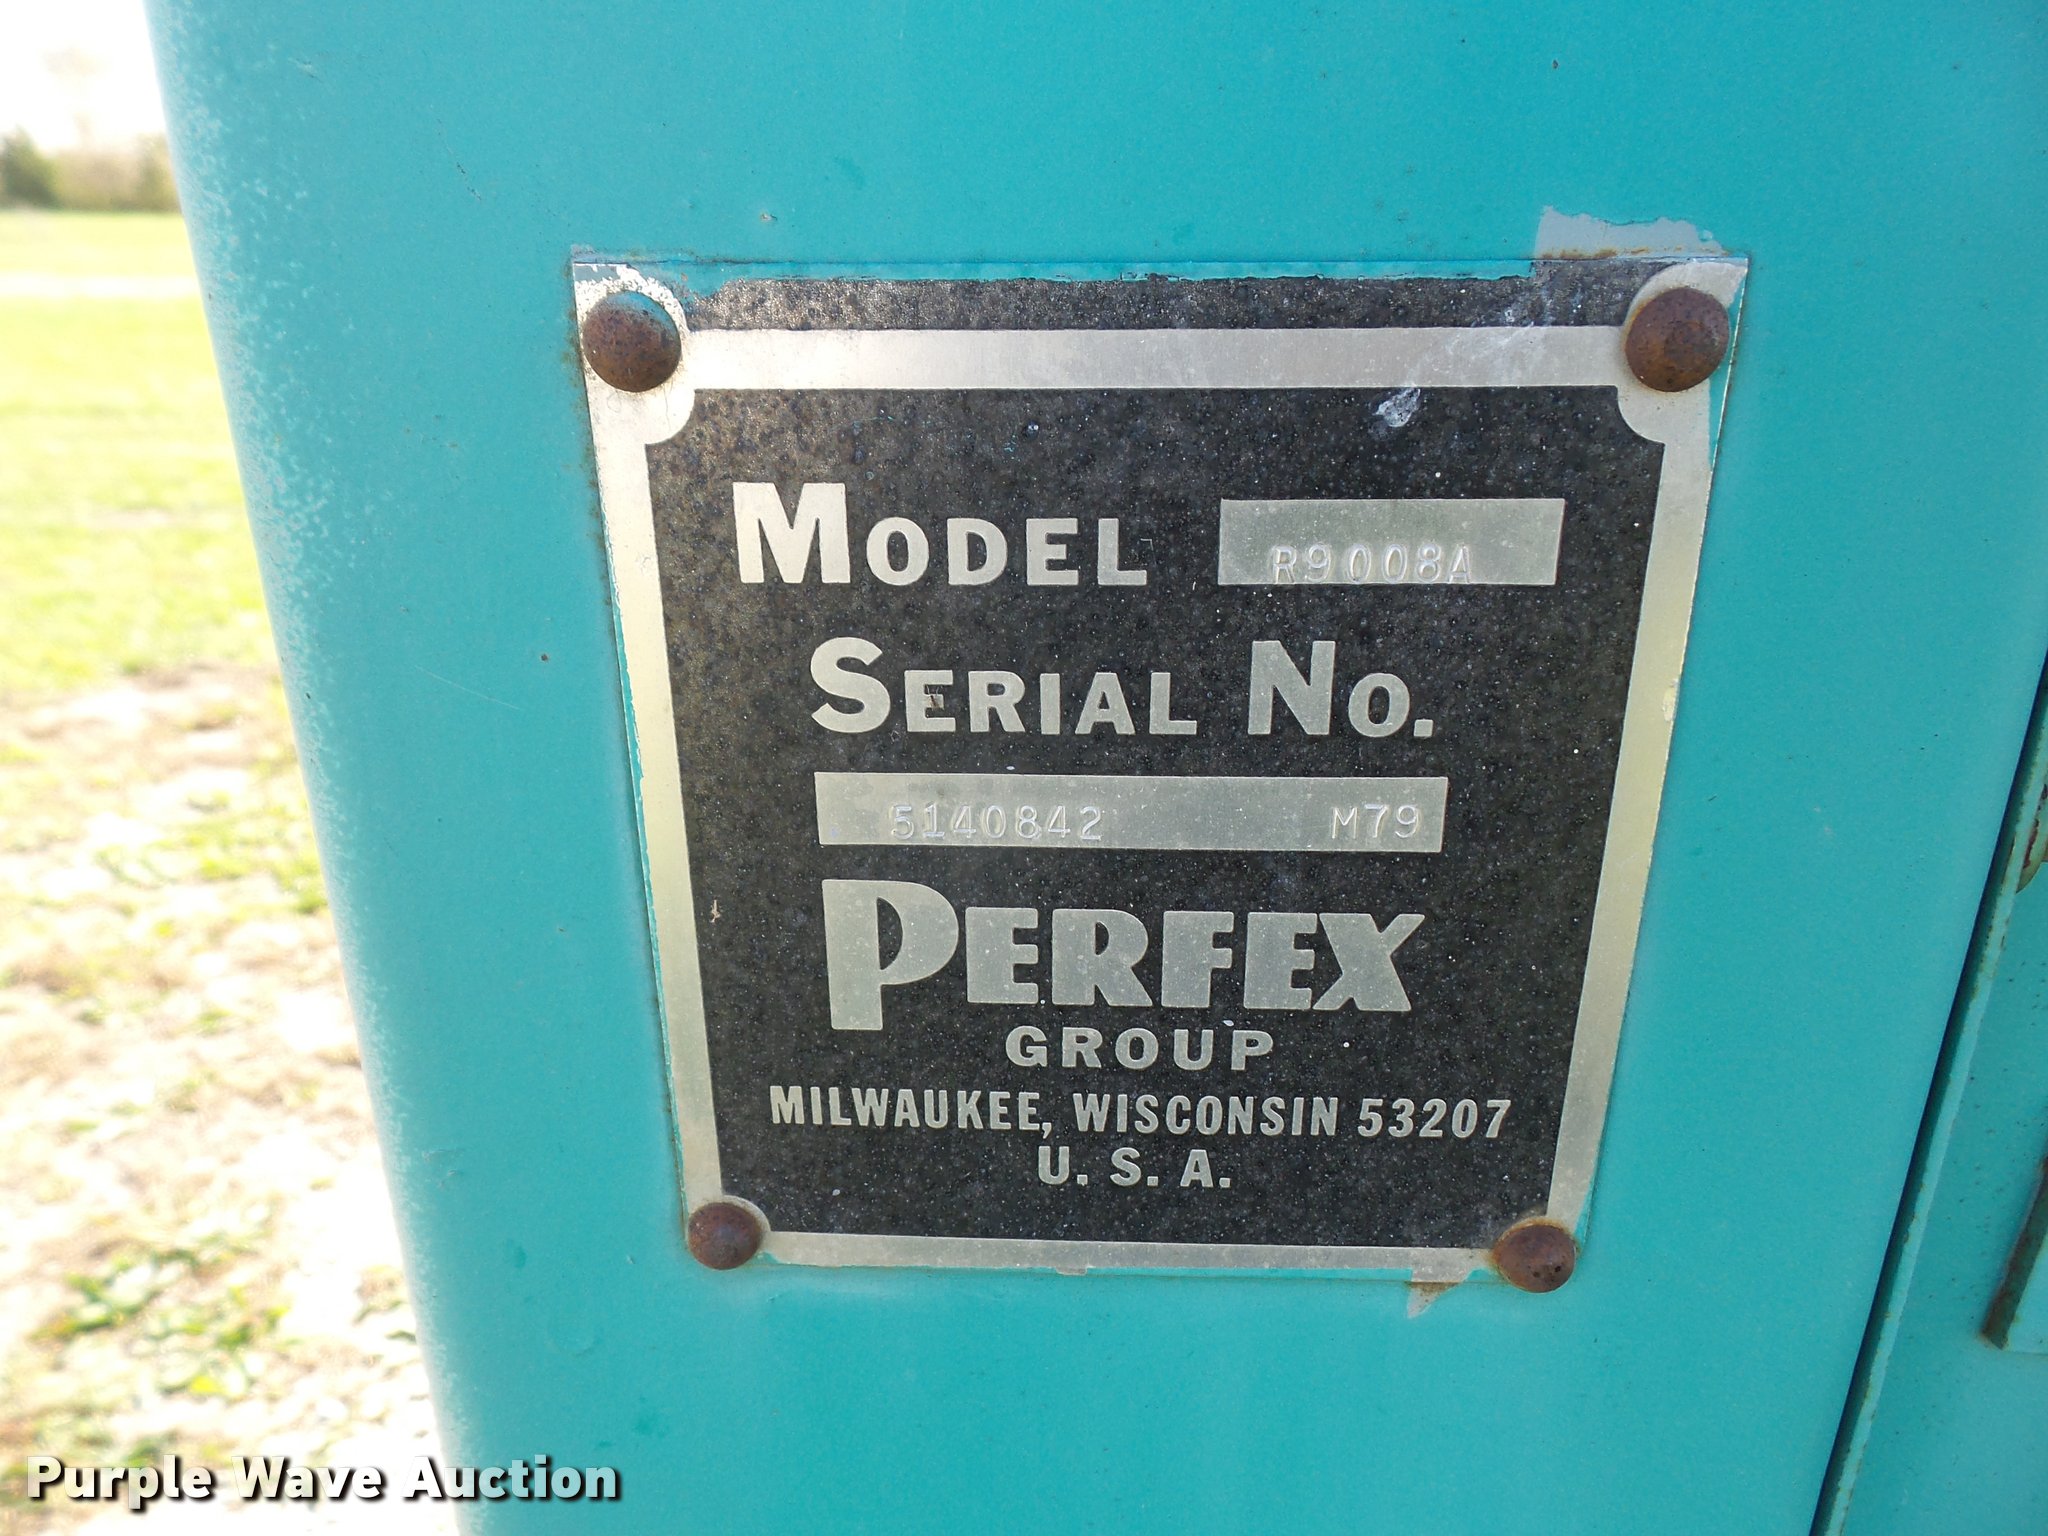 MODEL R9008A
SERIAL NO.
5140842 M79
PERFEX
GROUP
MILWAUKEE, WISCONSIN 53207
U. S. A.
Purple Wave Auction